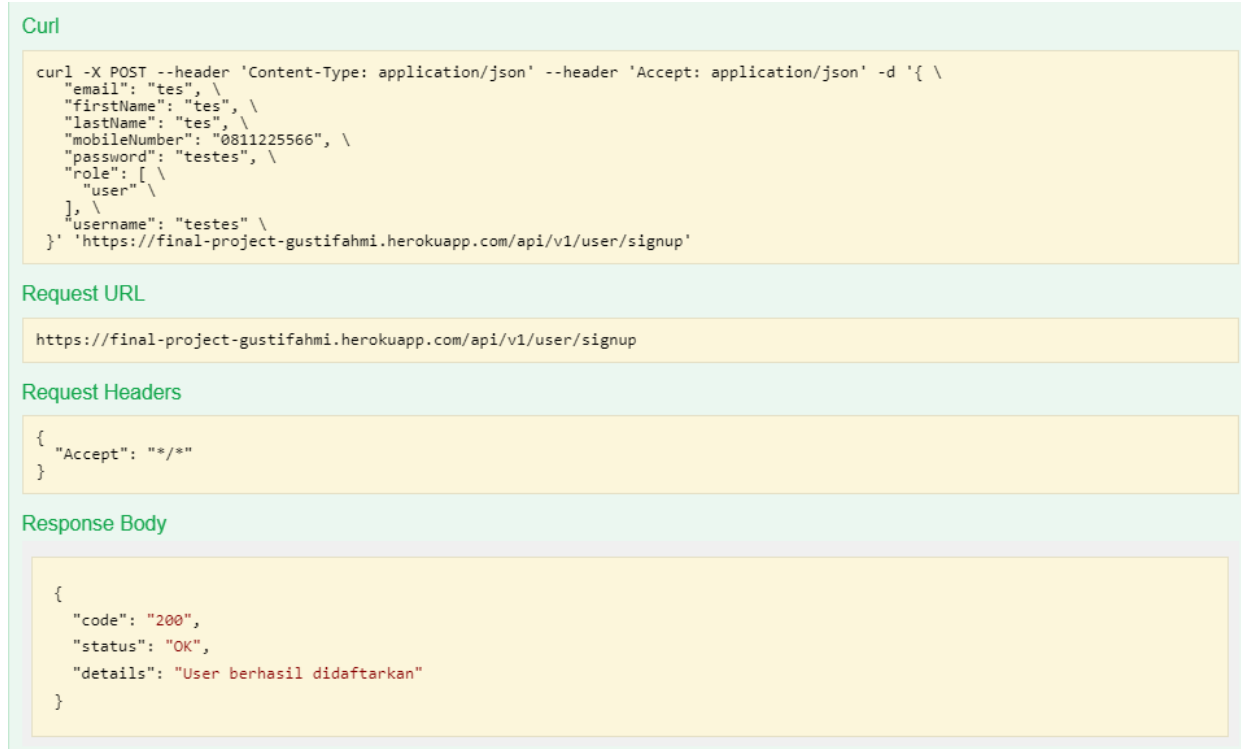 Curl
curl -X POST --header 'Content-Type: application/json' --header 'Accept: application/json' -d '{ \
"email": "tes", \
"firstName": "tes", \
"lastName": "tes", \
"mobileNumber": "0811225566", \
"password": "testes", \
"role": [ \
"user" \
], \
"username": "testes" \
}' 'https://final-project-gustifahmi.herokuapp.com/api/v1/user/signup'
Request URL
https://final-project-gustifahmi.herokuapp.com/api/v1/user/signup
Request Headers
{
"Accept": "*/*"
}
Response Body
{
"code": "200",
"status": "OK",
"details": "User berhasil didaftarkan"
}